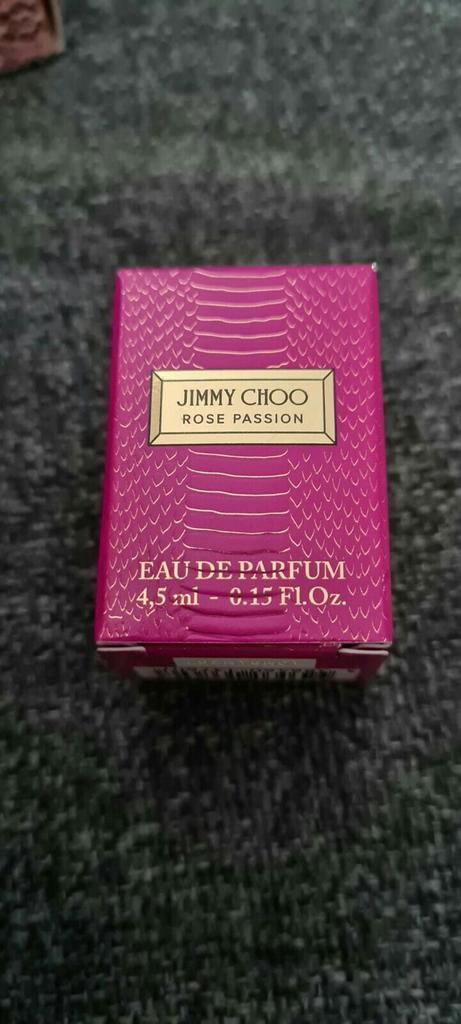 JIMMY CHOO
ROSE PASSION
EAU DE PARFUM
4,5 ml - 0.15 Fl.Oz.